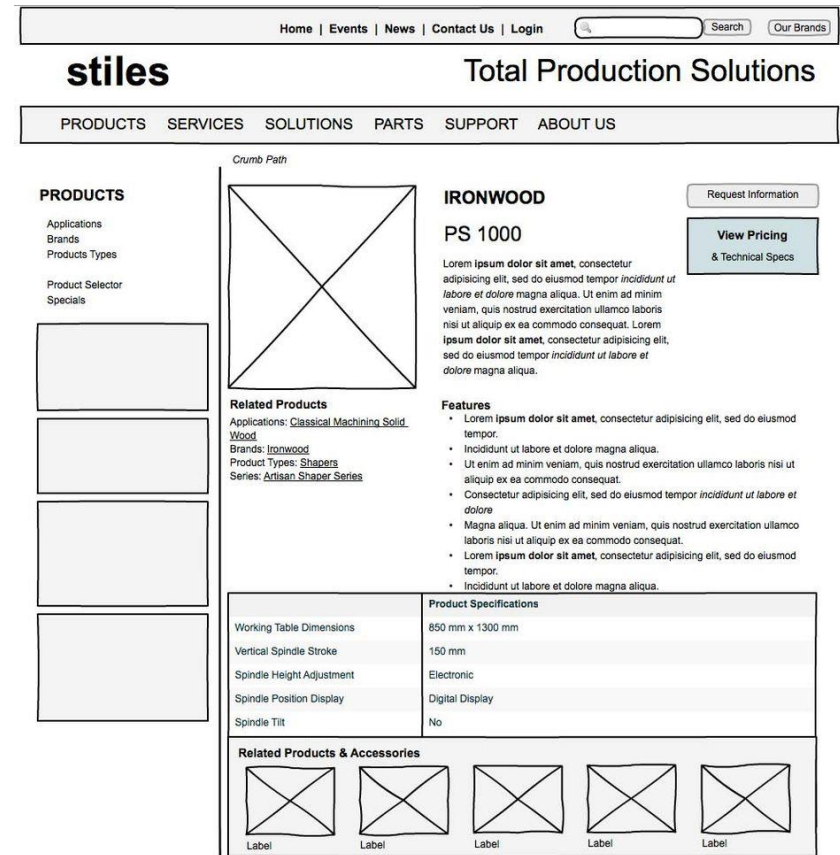 Home | Events | News | Contact Us | Login
Search
Our Brands
stiles
Total Production Solutions
PRODUCTS SERVICES SOLUTIONS PARTS SUPPORT ABOUT US
Crumb Path
PRODUCTS
Applications
Brands
Products Types
Product Selector
Specials
IRONWOOD
PS 1000
Lorem ipsum dolor sit amet, consectetur
adipisicing elit, sed do eiusmod tempor incididunt ut
labore et dolore magna aliqua. Ut enim ad minim
veniam, quis nostrud exercitation ullamco laboris
nisi ut aliquip ex ea commodo consequat. Lorem
ipsum dolor sit amet, consectetur adipisicing elit,
sed do eiusmod tempor incididunt ut labore et
dolore magna aliqua.
Request Information
View Pricing
& Technical Specs
Related Products
Applications: Classical Machining Solid
Wood
Brands: Ironwood
Product Types: Shapers
Series: Artisan Shaper Series
Features
• Lorem ipsum dolor sit amet, consectetur adipisicing elit, sed do eiusmod
tempor.
• Incididunt ut labore et dolore magna aliqua.
• Ut enim ad minim veniam, quis nostrud exercitation ullamco laboris nisi ut
aliquip ex ea commodo consequat.
• Consectetur adipisicing elit, sed do eiusmod tempor incididunt ut labore et
dolore
• Magna aliqua. Ut enim ad minim veniam, quis nostrud exercitation ullamco
laboris nisi ut aliquip ex ea commodo consequat.
• Lorem ipsum dolor sit amet, consectetur adipisicing elit, sed do eiusmod
tempor.
• Incididunt ut labore et dolore magna aliqua.
Product Specifications
Working Table Dimensions 850 mm x 1300 mm
Vertical Spindle Stroke 150 mm
Spindle Height Adjustment Electronic
Spindle Position Display Digital Display
Spindle Tilt No
Related Products & Accessories
Label Label Label Label Label